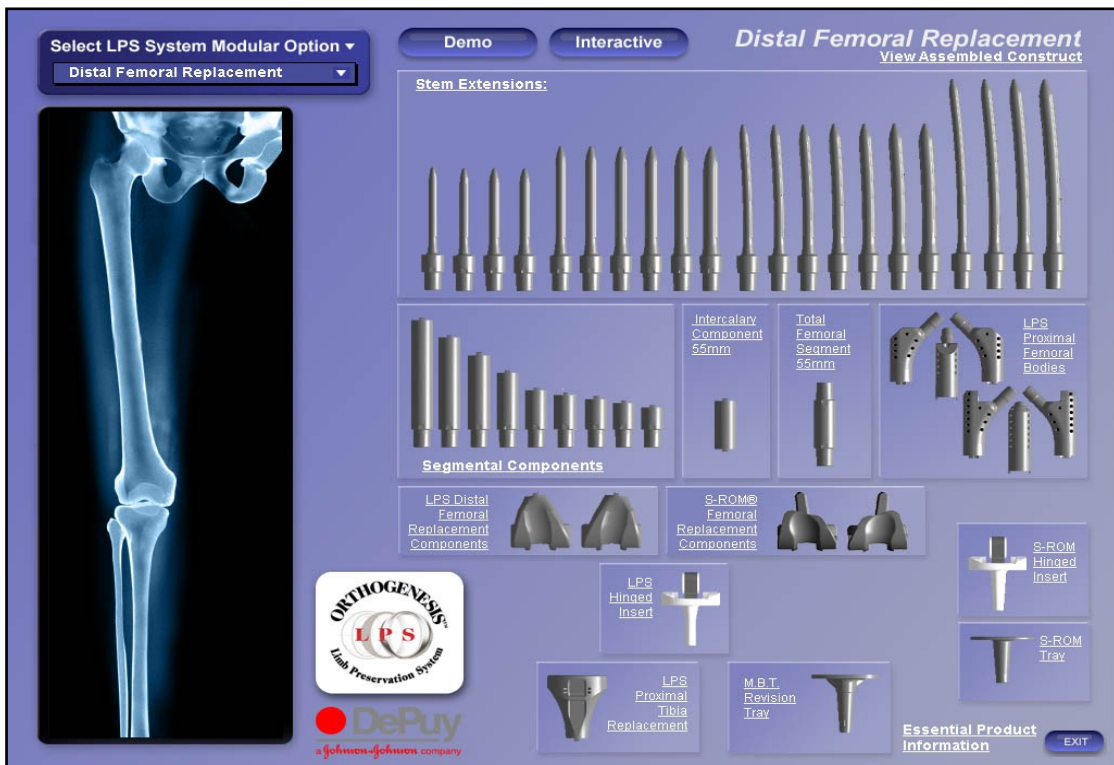 Select LPS System Modular Option
Distal Femoral Replacement
Demo
Interactive
Distal Femoral Replacement
View Assembled Construct
Stem Extensions:
Segmental Components
Intercalary
Component
55mm
Total
Femoral
Segment
55mm
LPS
Proximal
Femoral
Bodies
LPS Distal
Femoral
Replacement
Components
S-ROM®
Femoral
Replacement
Components
S-ROM
Hinged
Insert
LPS
Hinged
Insert
S-ROM
Tray
ORTHOGENESIS™
LPS
Limb Preservation System
LPS
Proximal
Tibia
Replacement
M.B.T.
Revision
Tray
DePuy
a Johnson & Johnson company
Essential Product
Information
EXIT